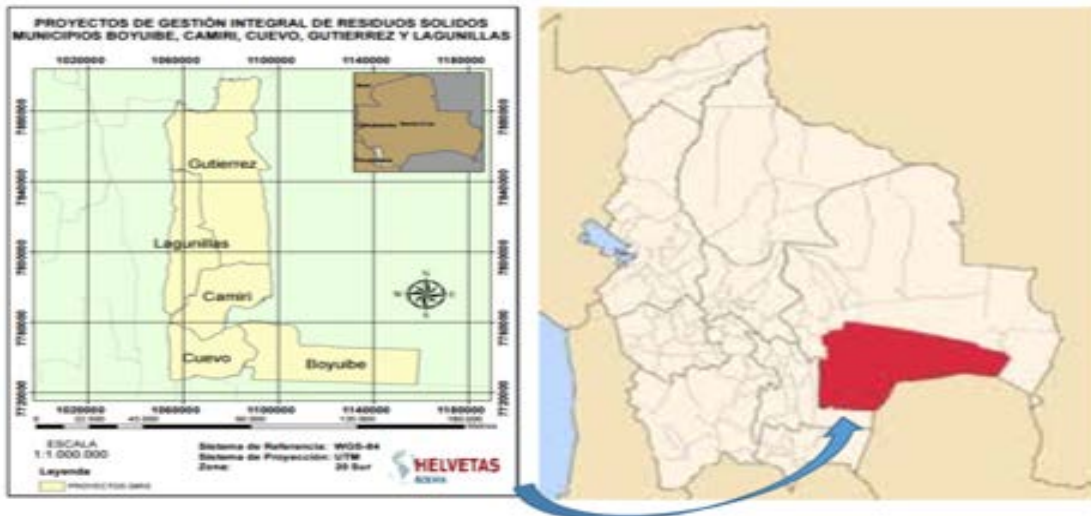 PROYECTOS DE GESTIÓN INTEGRAL DE RESIDUOS SOLIDOS
MUNICIPIOS BOYUIBE, CAMIRI, CUEVO, GUTIERREZ Y LAGUNILLAS
1020000 1060000 1100000 1140000 1180000
Gutierrez
Lagunillas
Camiri
Cuevo
Boyuibe
N
S
1020000 1060000 1100000 1140000 1180000
ESCALA
1:1.000.000
Sistema de Referencia: WGS-84
Sistema de Proyección: UTM
Zona: 20 Sur
Leyenda
HELVETAS
PROYECTOS